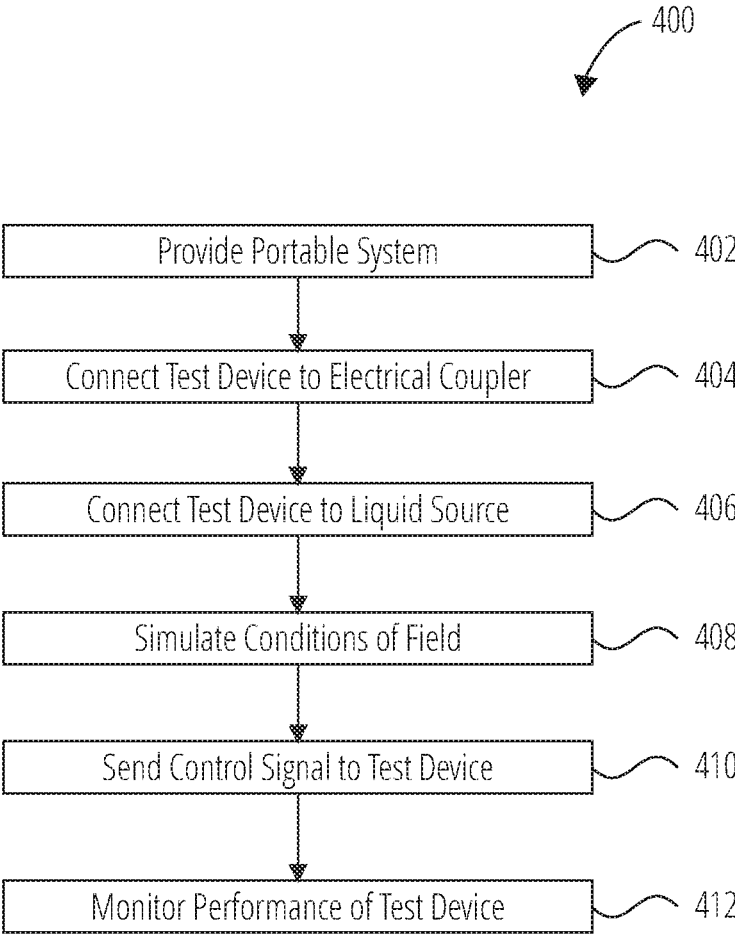 400
Provide Portable System 402
Connect Test Device to Electrical Coupler 404
Connect Test Device to Liquid Source 406
Simulate Conditions of Field 408
Send Control Signal to Test Device 410
Monitor Performance of Test Device 412